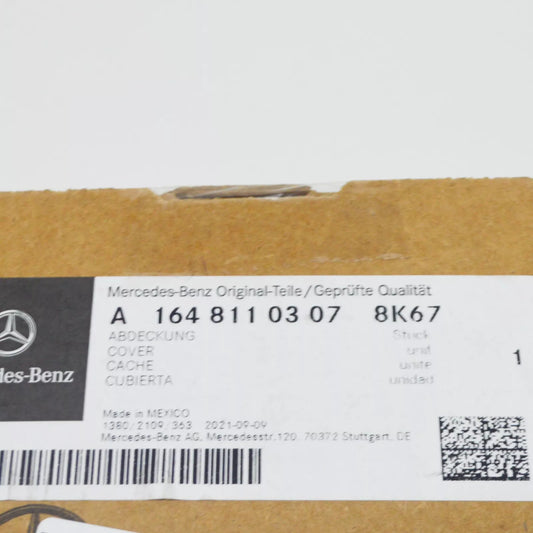 Mercedes-Benz Original-Teile/Geprüfte Qualität
A 164 811 03 07 8K67
ABDECKUNG Stück
COVER unit
CACHE unite
CUBIERTA unidad
1
des-Benz
Made in MEXICO
1380/2109/363 2021-09-09
Mercedes-Benz AG, Mercedesstr.120, 70372 Stuttgart, DE